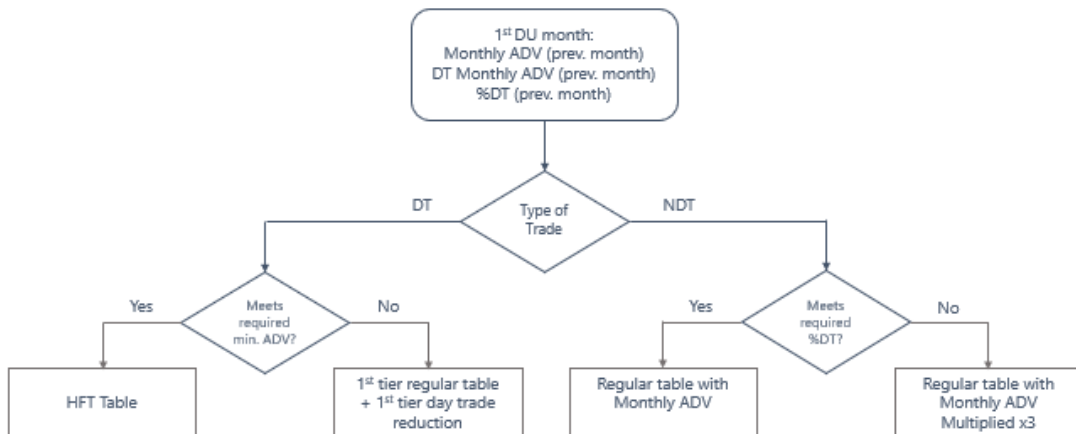 1st DU month:
Monthly ADV (prev. month)
DT Monthly ADV (prev. month)
%DT (prev. month)
DT
Type of
Trade
NDT
Yes
Meets
required
min. ADV?
No
Yes
Meets
required
%DT?
No
HFT Table
1st tier regular table
+ 1st tier day trade
reduction
Regular table with
Monthly ADV
Regular table with
Monthly ADV
Multiplied x3